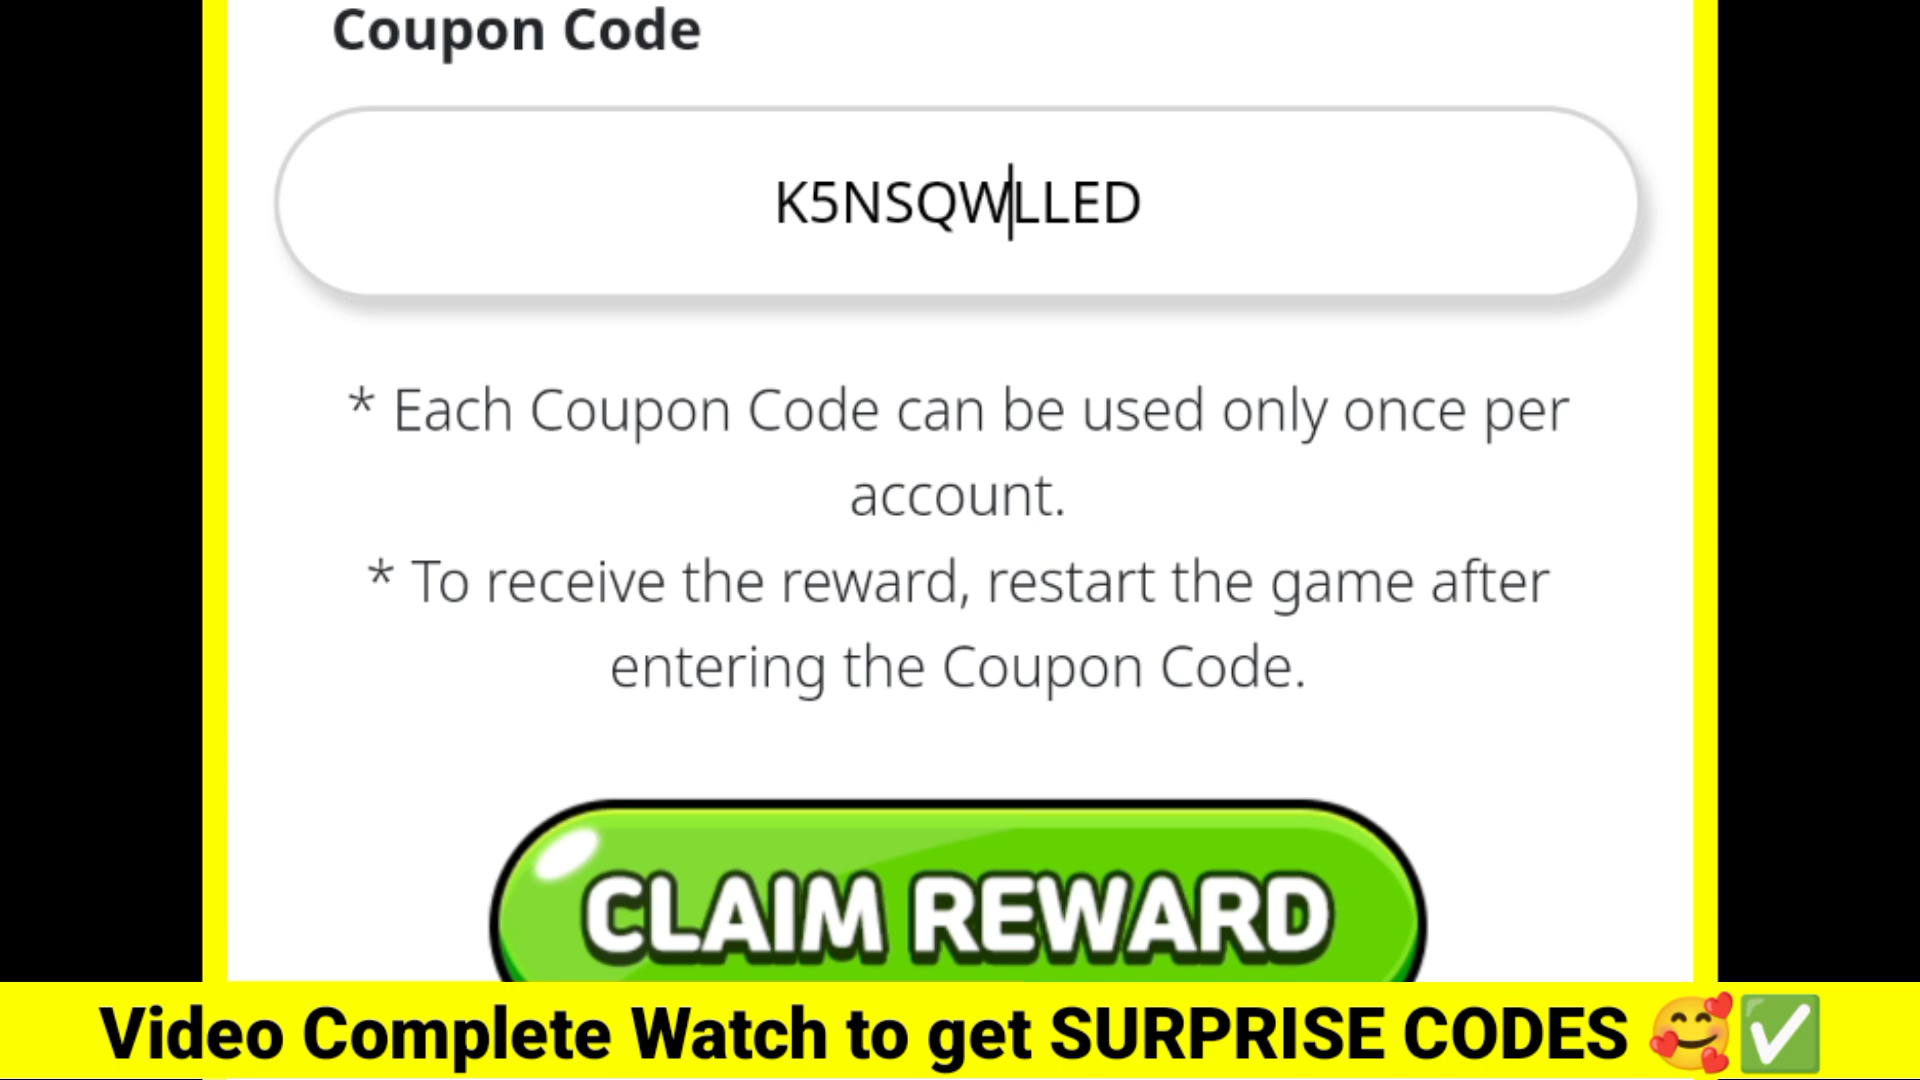 Coupon Code
K5NSQWLLED
* Each Coupon Code can be used only once per
account.
* To receive the reward, restart the game after
entering the Coupon Code.
CLAIM REWARD
Video Complete Watch to get SURPRISE CODES 🥰✅